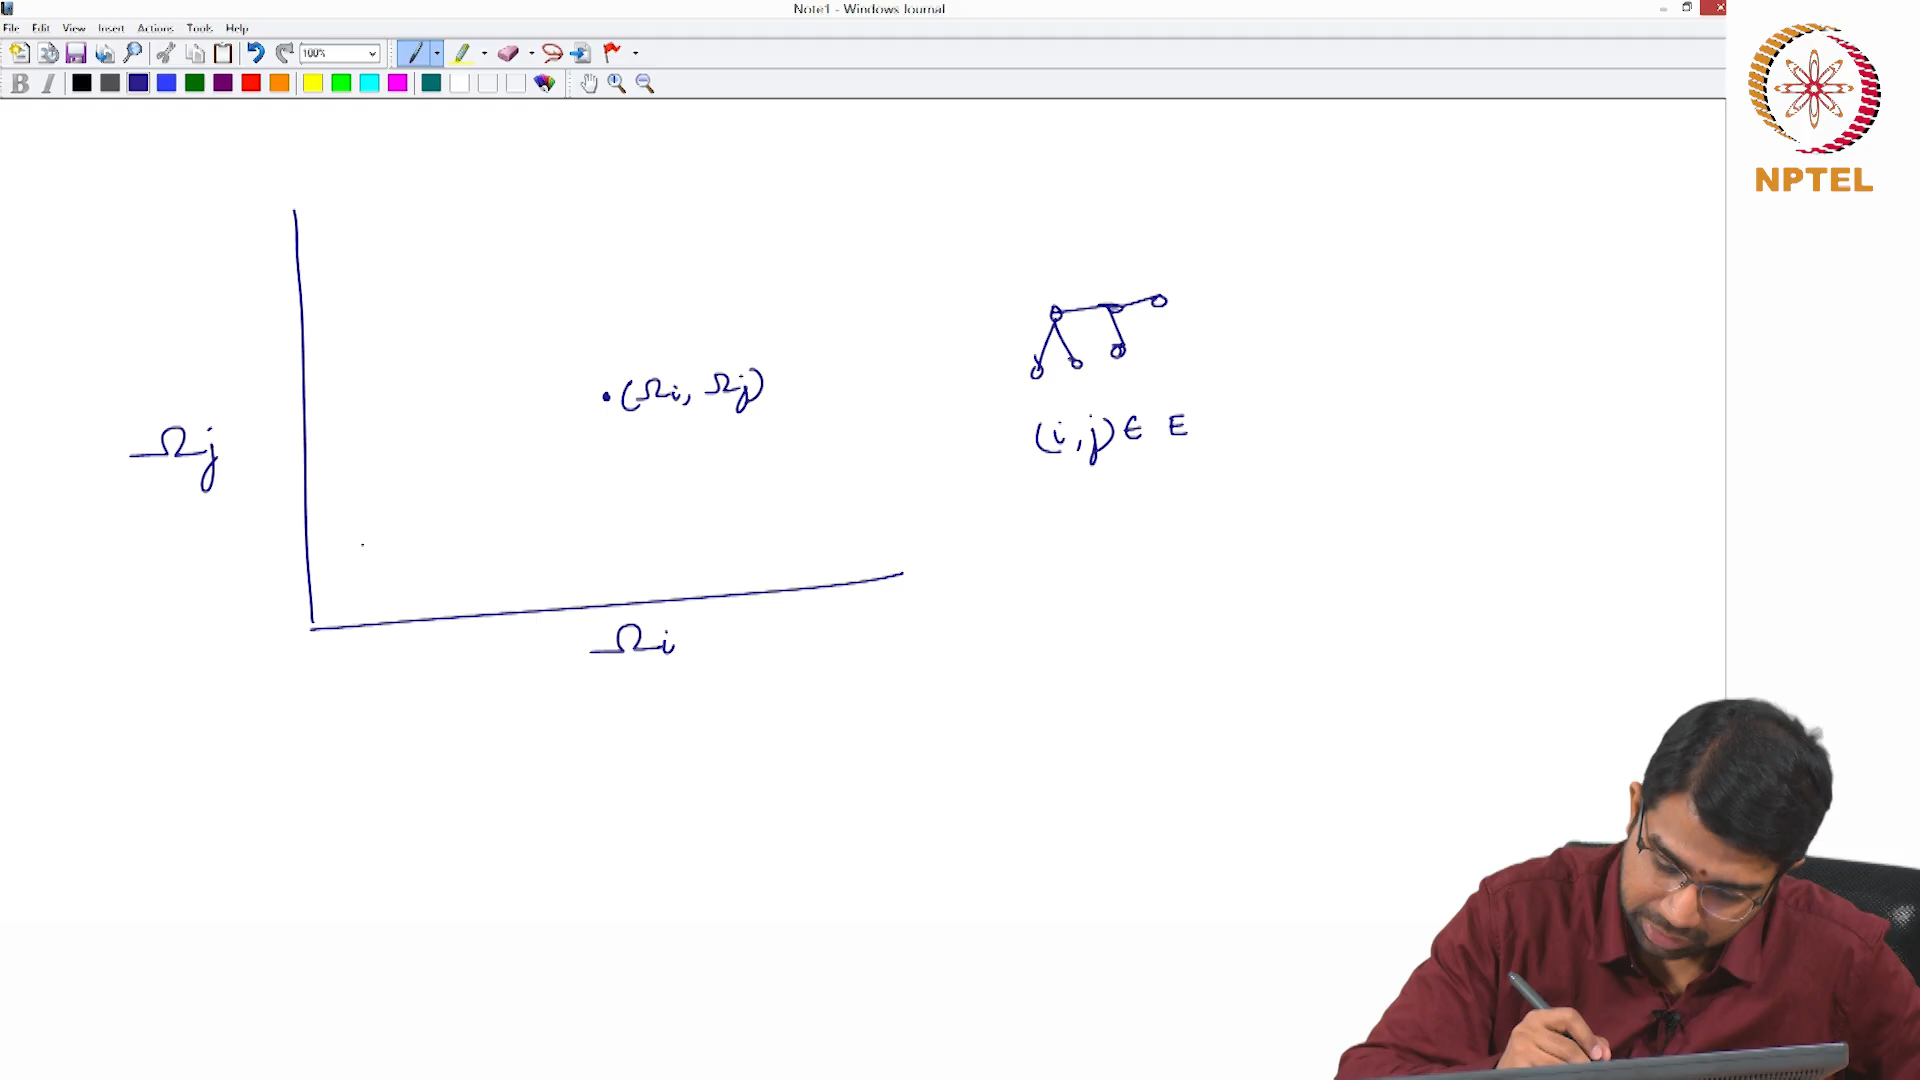 Note1 - Windows Journal
File Edit View Insert Actions Tools Help
100%
B I
NPTEL
(Ωi, Ωj)
(i, j) ∈ E
Ωj
Ωi